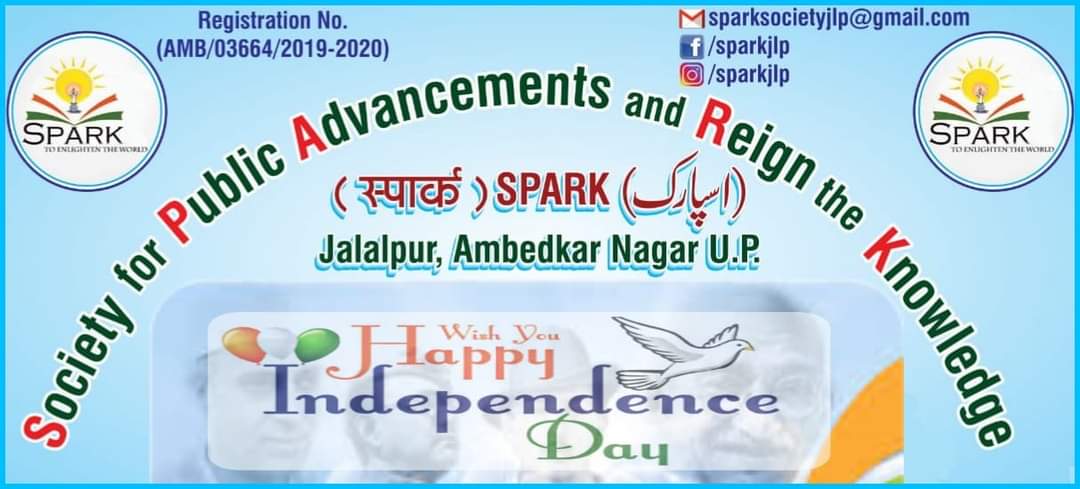 Registration No.
(AMB/03664/2019-2020)
sparksocietyjlp@gmail.com
/sparkjlp
/sparkjlp
SPARK
TO ENLIGHTEN THE WORLD
SPARK
TO ENLIGHTEN THE WORLD
Society for Public Advancements and Reign the Knowledge
( स्पार्क ) SPARK (اسپارک)
Jalalpur, Ambedkar Nagar U.P.
Wish You
Happy
Independence
Day